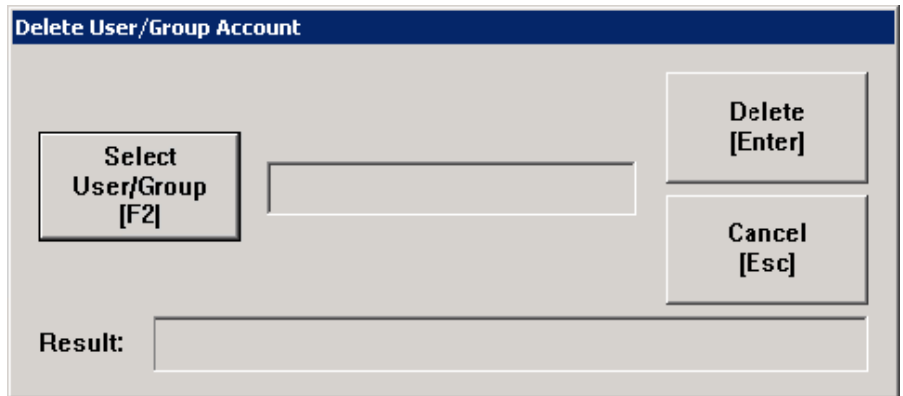 Delete User/Group Account
Select
User/Group
[F2]
Delete
[Enter]
Cancel
[Esc]
Result: